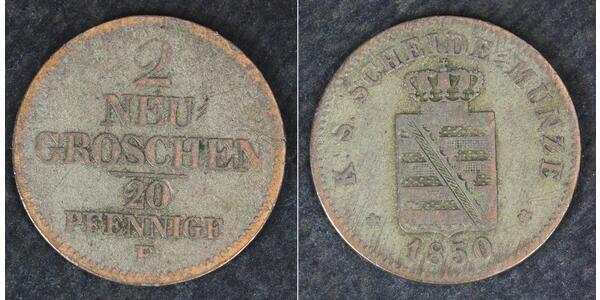 2
NEU-
GROSCHEN
20
PFENNIGE
F
K. S. SCHEIDE-MÜNZE
* 1850 *